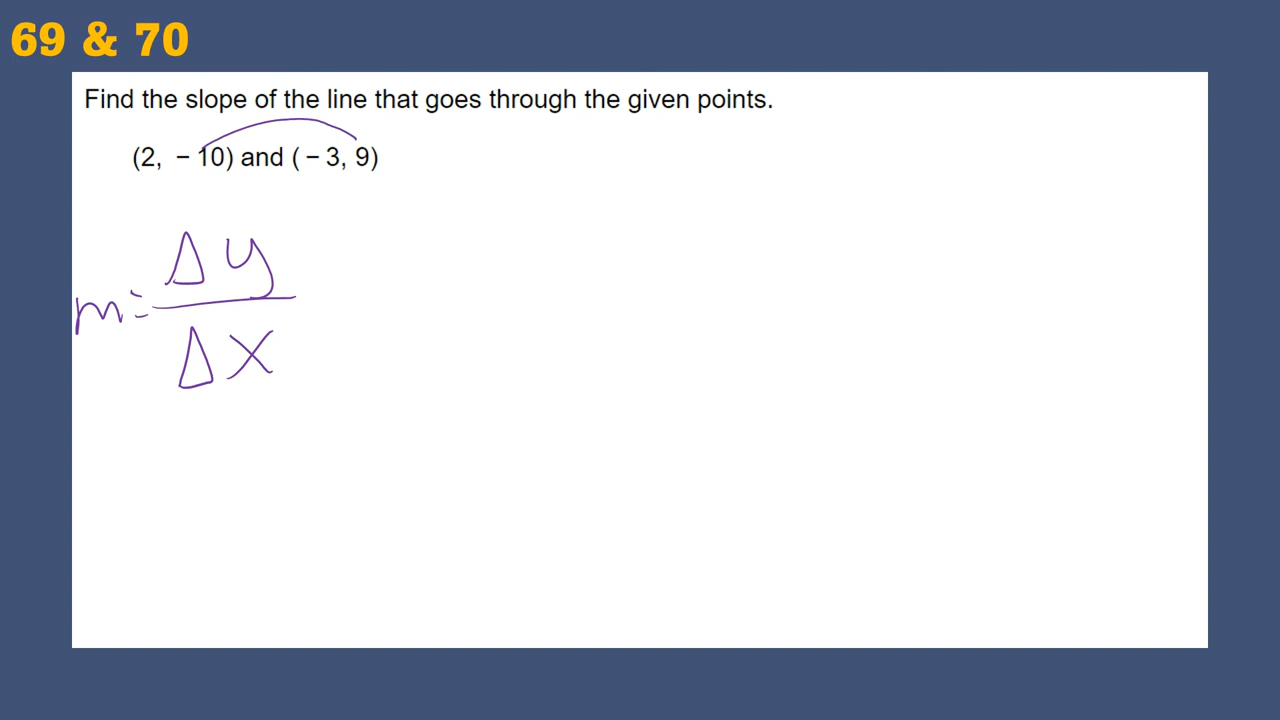 69 & 70
Find the slope of the line that goes through the given points.
(2, − 10) and ( − 3, 9)
m = Δy
Δx